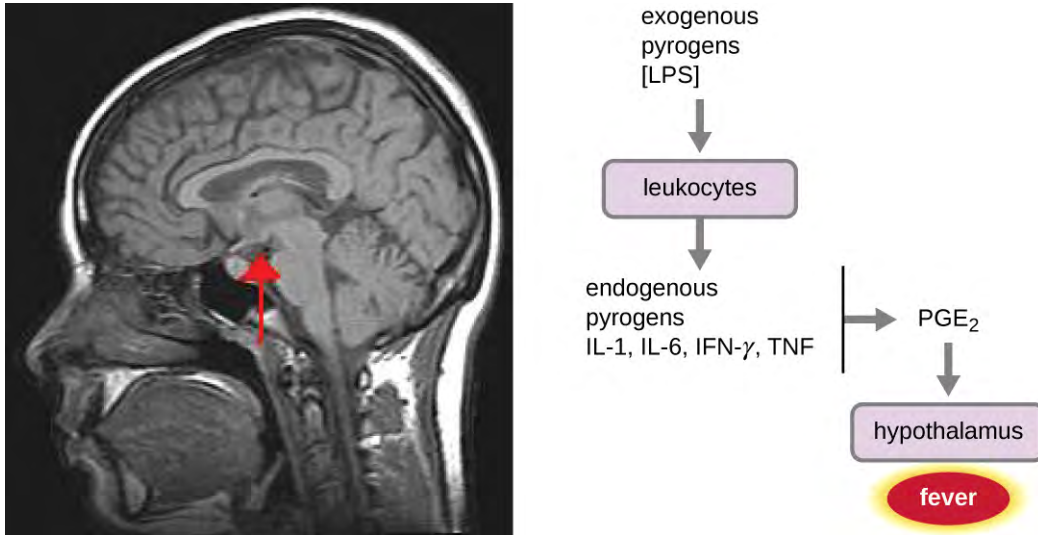 exogenous
pyrogens
[LPS]
leukocytes
endogenous
pyrogens
IL-1, IL-6, IFN-γ, TNF
PGE₂
hypothalamus
fever